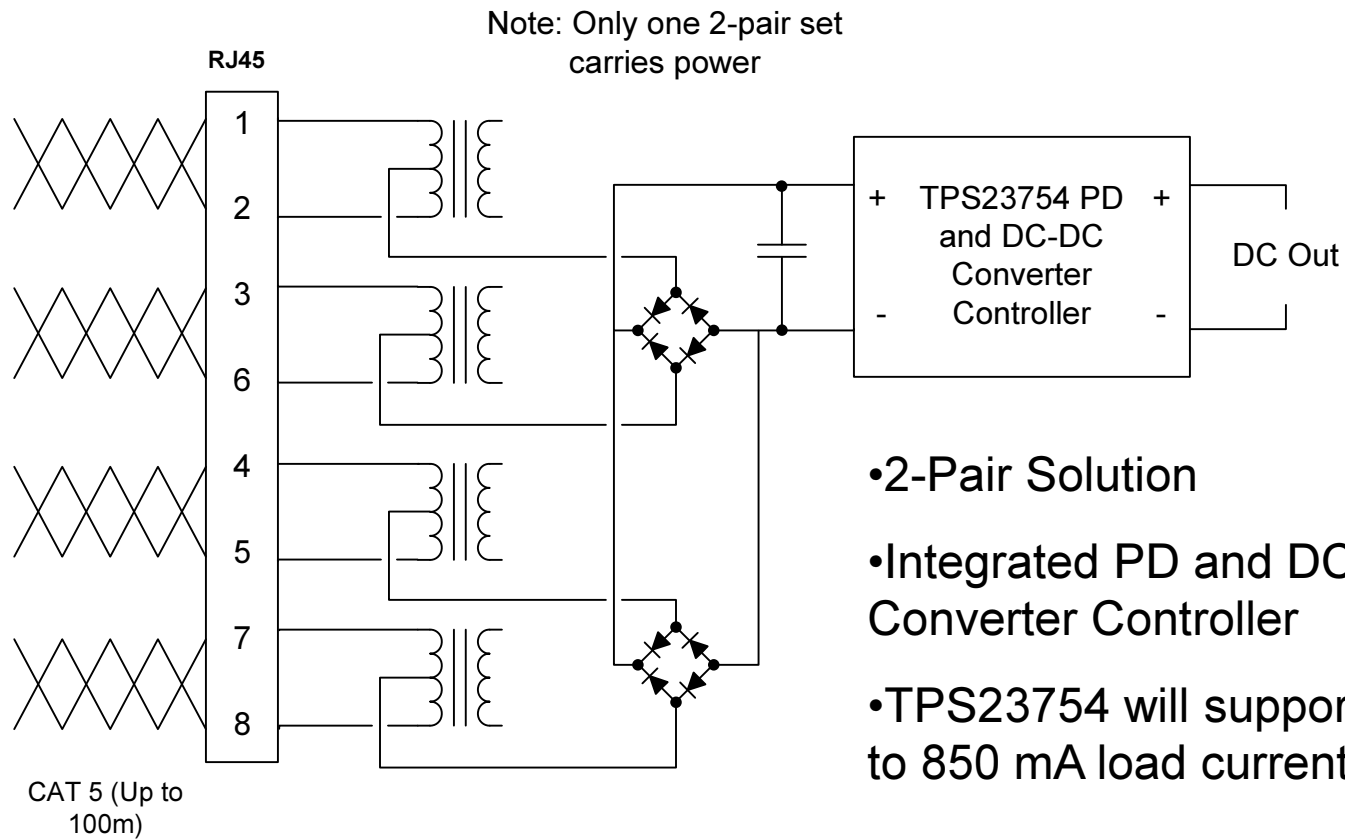 Note: Only one 2-pair set
carries power
RJ45
1
2
3
6
4
5
7
8
CAT 5 (Up to
100m)
+ TPS23754 PD +
and DC-DC
Converter
- Controller -
DC Out
•2-Pair Solution
•Integrated PD and DC
Converter Controller
•TPS23754 will suppor
to 850 mA load current